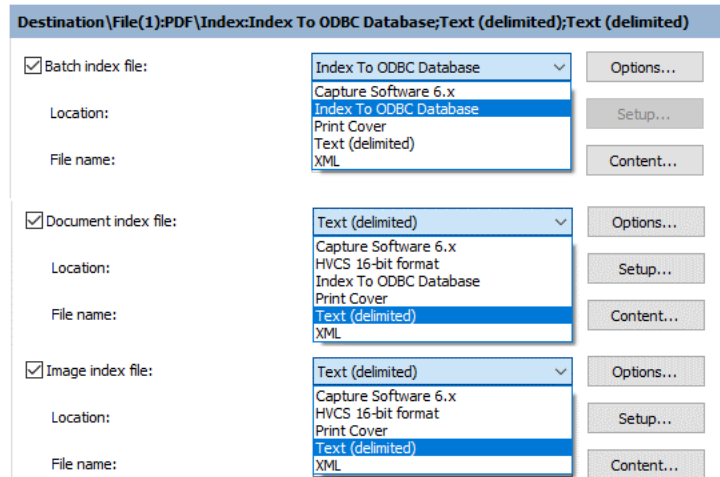 Destination\File(1):PDF\Index:Index To ODBC Database;Text (delimited);Text (delimited)
Batch index file: Index To ODBC Database Options...
Capture Software 6.x
Index To ODBC Database
Location: Setup...
Print Cover
Text (delimited)
File name: XML Content...
Document index file: Text (delimited) Options...
Capture Software 6.x
HVCS 16-bit format
Location: Setup...
Index To ODBC Database
Print Cover
File name: Text (delimited) Content...
XML
Image index file: Text (delimited) Options...
Capture Software 6.x
HVCS 16-bit format
Location: Setup...
Print Cover
Text (delimited)
File name: XML Content...